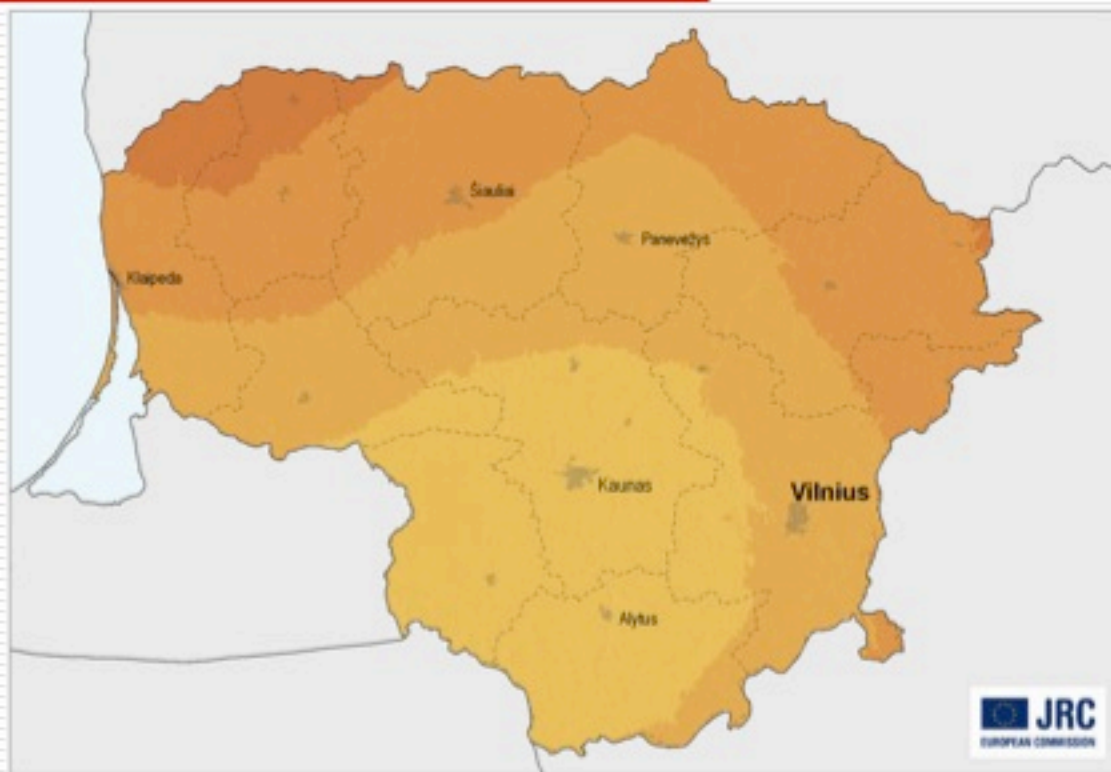 Šiauliai
Panevėžys
Klaipėda
Kaunas
Vilnius
Alytus
JRC
EUROPEAN COMMISSION